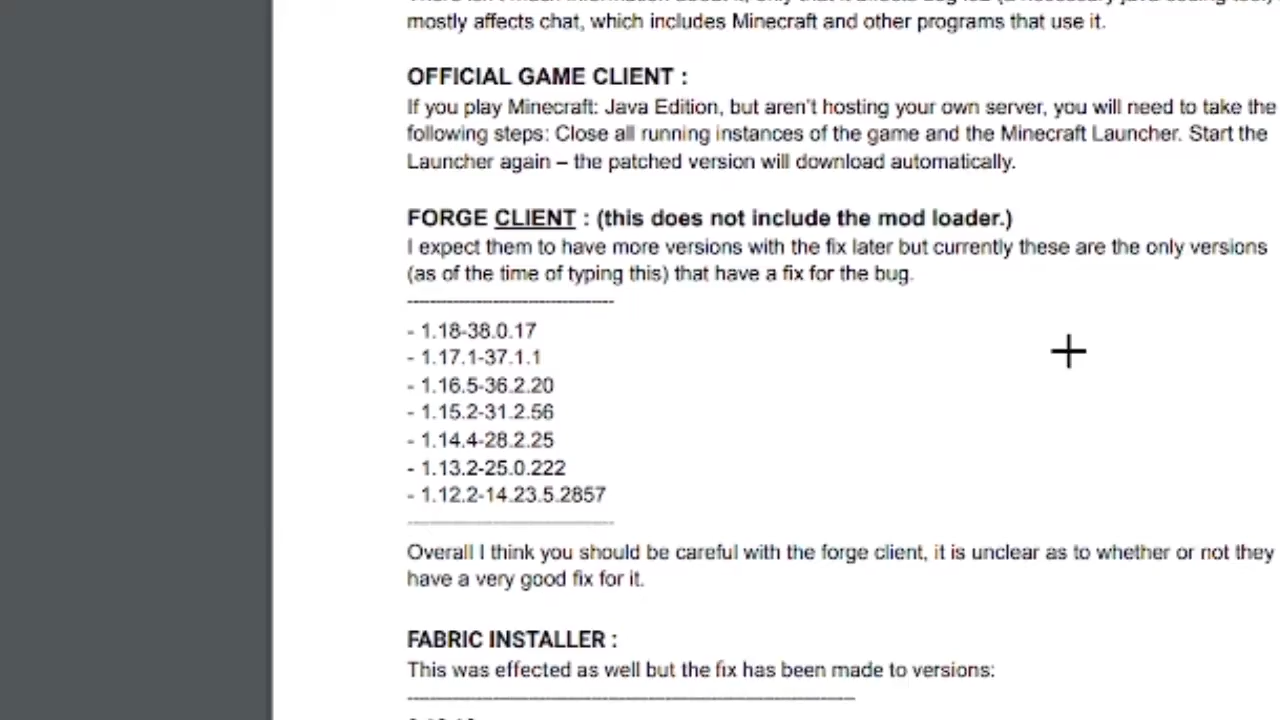 mostly affects chat, which includes Minecraft and other programs that use it.
OFFICIAL GAME CLIENT :
If you play Minecraft: Java Edition, but aren't hosting your own server, you will need to take the
following steps: Close all running instances of the game and the Minecraft Launcher. Start the
Launcher again – the patched version will download automatically.
FORGE CLIENT : (this does not include the mod loader.)
I expect them to have more versions with the fix later but currently these are the only versions
(as of the time of typing this) that have a fix for the bug.
- 1.18-38.0.17
- 1.17.1-37.1.1
- 1.16.5-36.2.20
- 1.15.2-31.2.56
- 1.14.4-28.2.25
- 1.13.2-25.0.222
- 1.12.2-14.23.5.2857
Overall I think you should be careful with the forge client, it is unclear as to whether or not they
have a very good fix for it.
FABRIC INSTALLER :
This was effected as well but the fix has been made to versions: